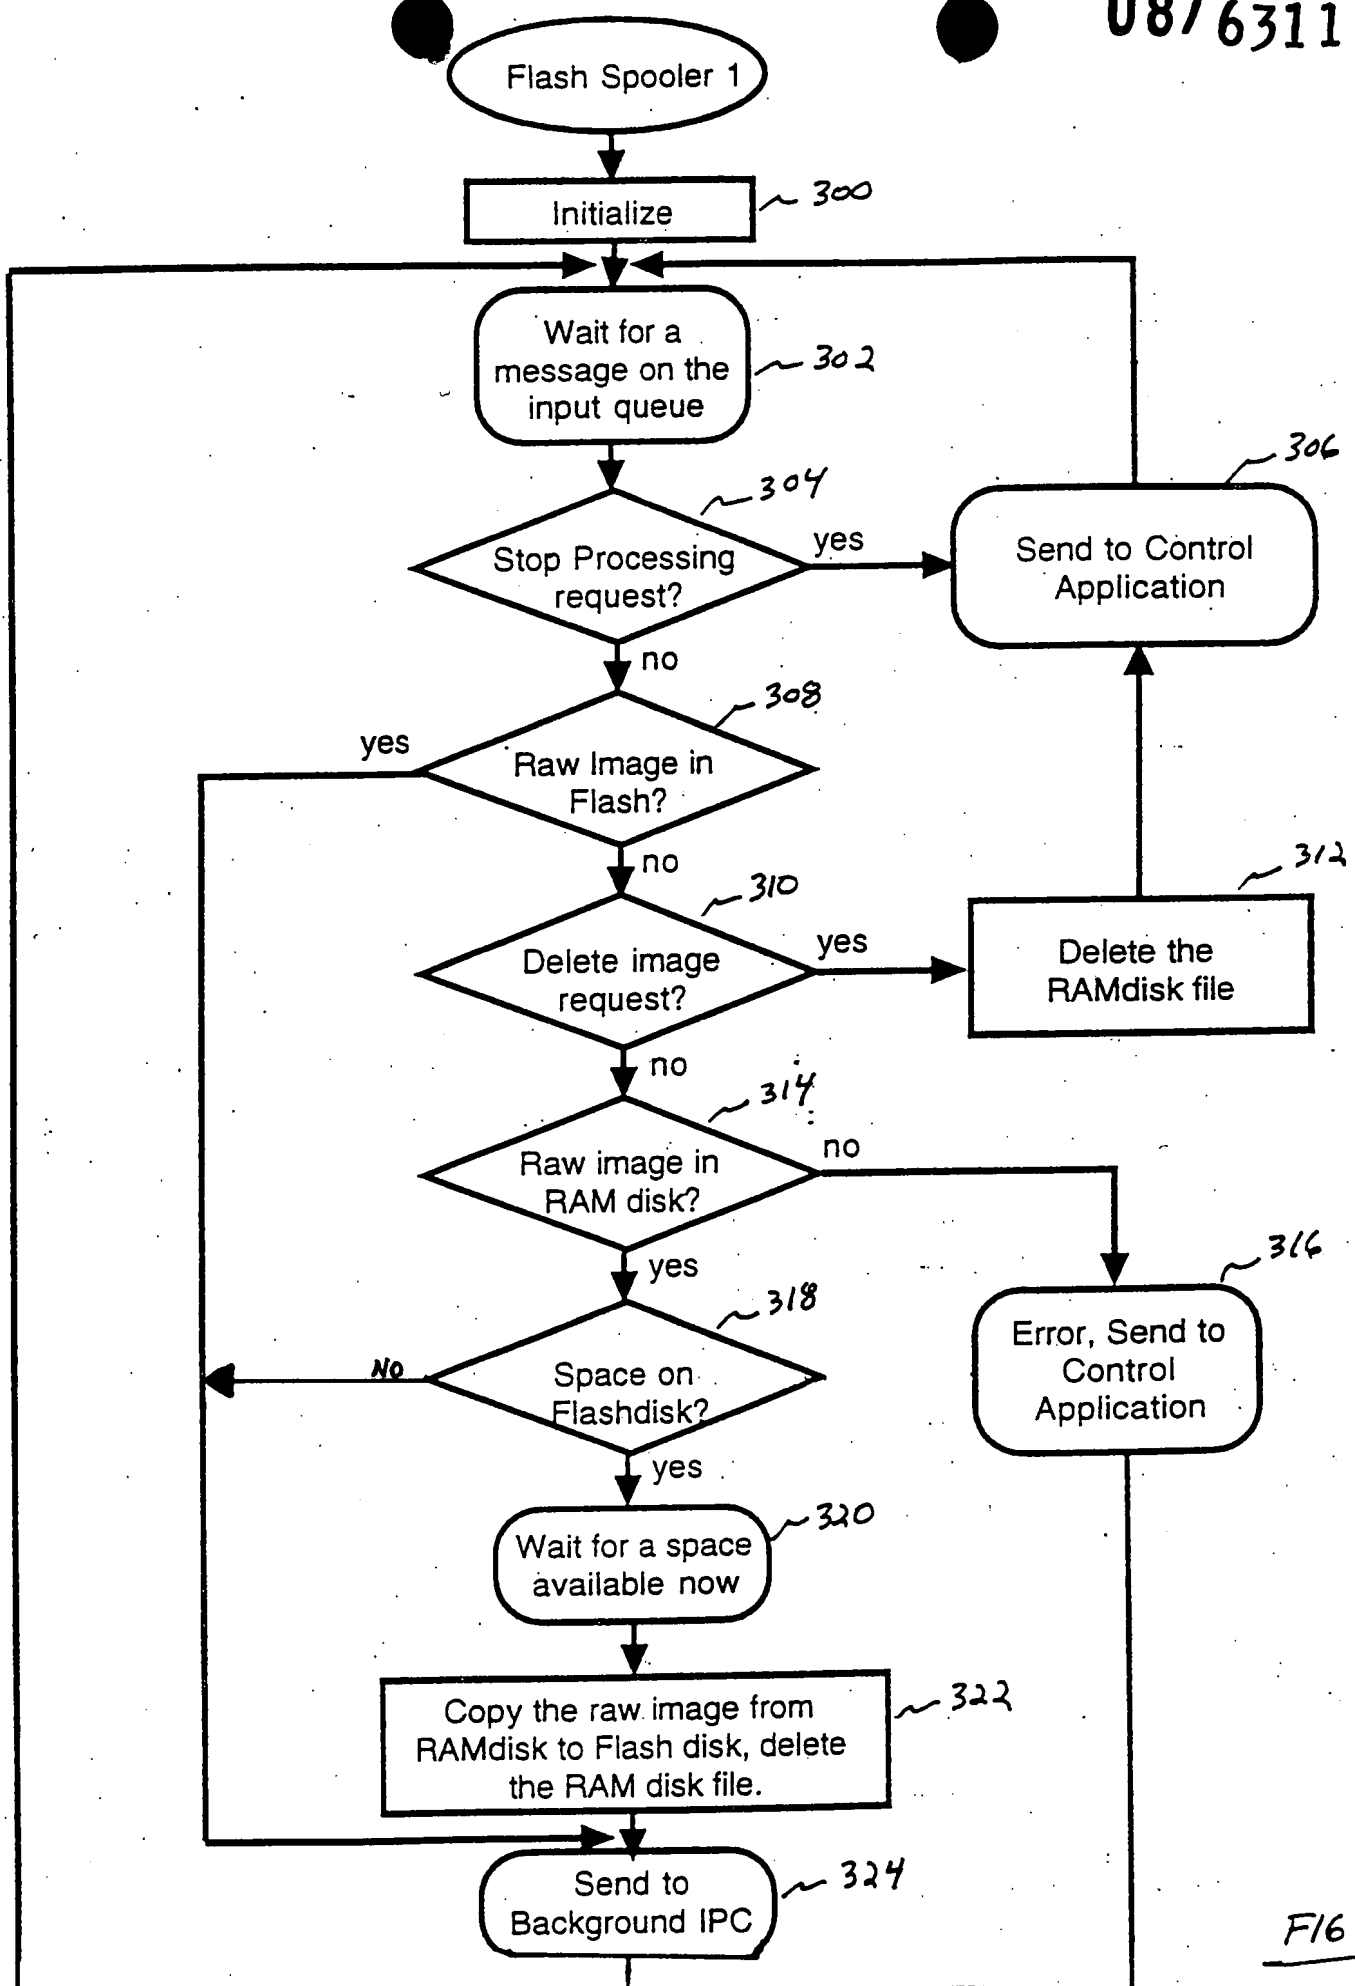 08/6311
Flash Spooler 1
Initialize
300
Wait for a
message on the
input queue
302
304
306
Stop Processing
request?
yes
Send to Control
Application
no
308
yes
Raw Image in
Flash?
no
310
312
Delete image
request?
yes
Delete the
RAMdisk file
no
314
Raw image in
RAM disk?
no
yes
316
318
Error, Send to
Control
Application
NO
Space on
Flashdisk?
yes
320
Wait for a space
available now
Copy the raw image from
RAMdisk to Flash disk, delete
the RAM disk file.
322
Send to
Background IPC
324
FIG